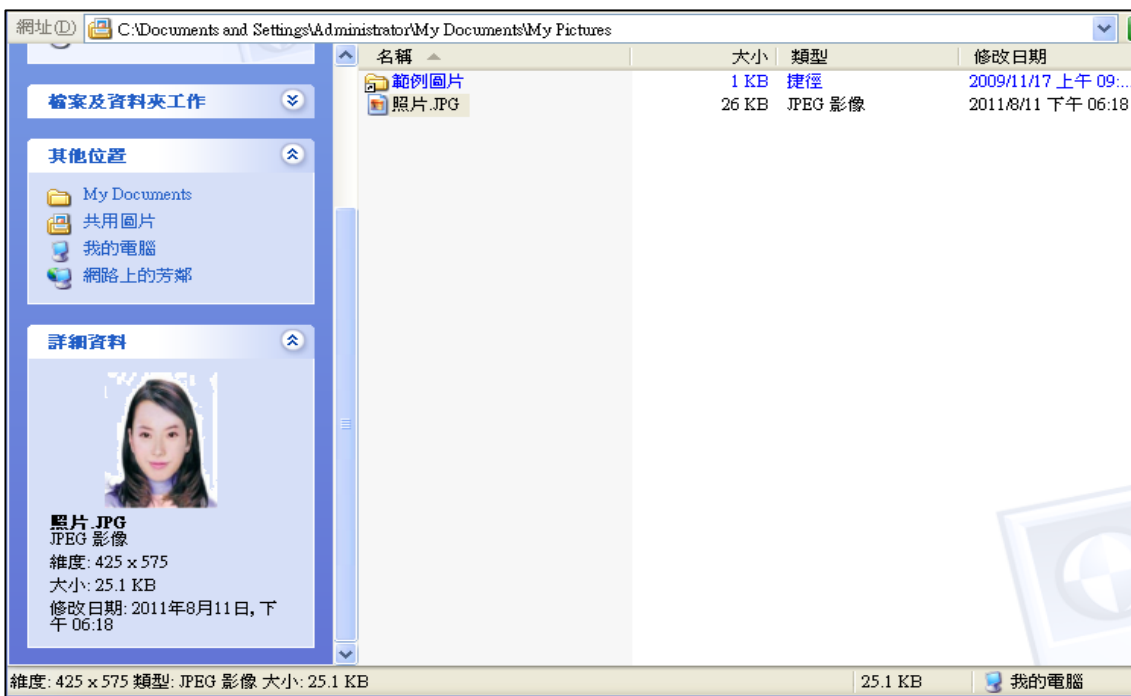 網址(D) C:\Documents and Settings\Administrator\My Documents\My Pictures
檔案及資料夾工作
其他位置
My Documents
共用圖片
我的電腦
網路上的芳鄰
詳細資料
照片.JPG
JPEG 影像
維度: 425 x 575
大小: 25.1 KB
修改日期: 2011年8月11日, 下
午 06:18
名稱 大小 類型 修改日期
範例圖片 1 KB 捷徑 2009/11/17 上午 09:...
照片.JPG 26 KB JPEG 影像 2011/8/11 下午 06:18
維度: 425 x 575 類型: JPEG 影像 大小: 25.1 KB 25.1 KB 我的電腦